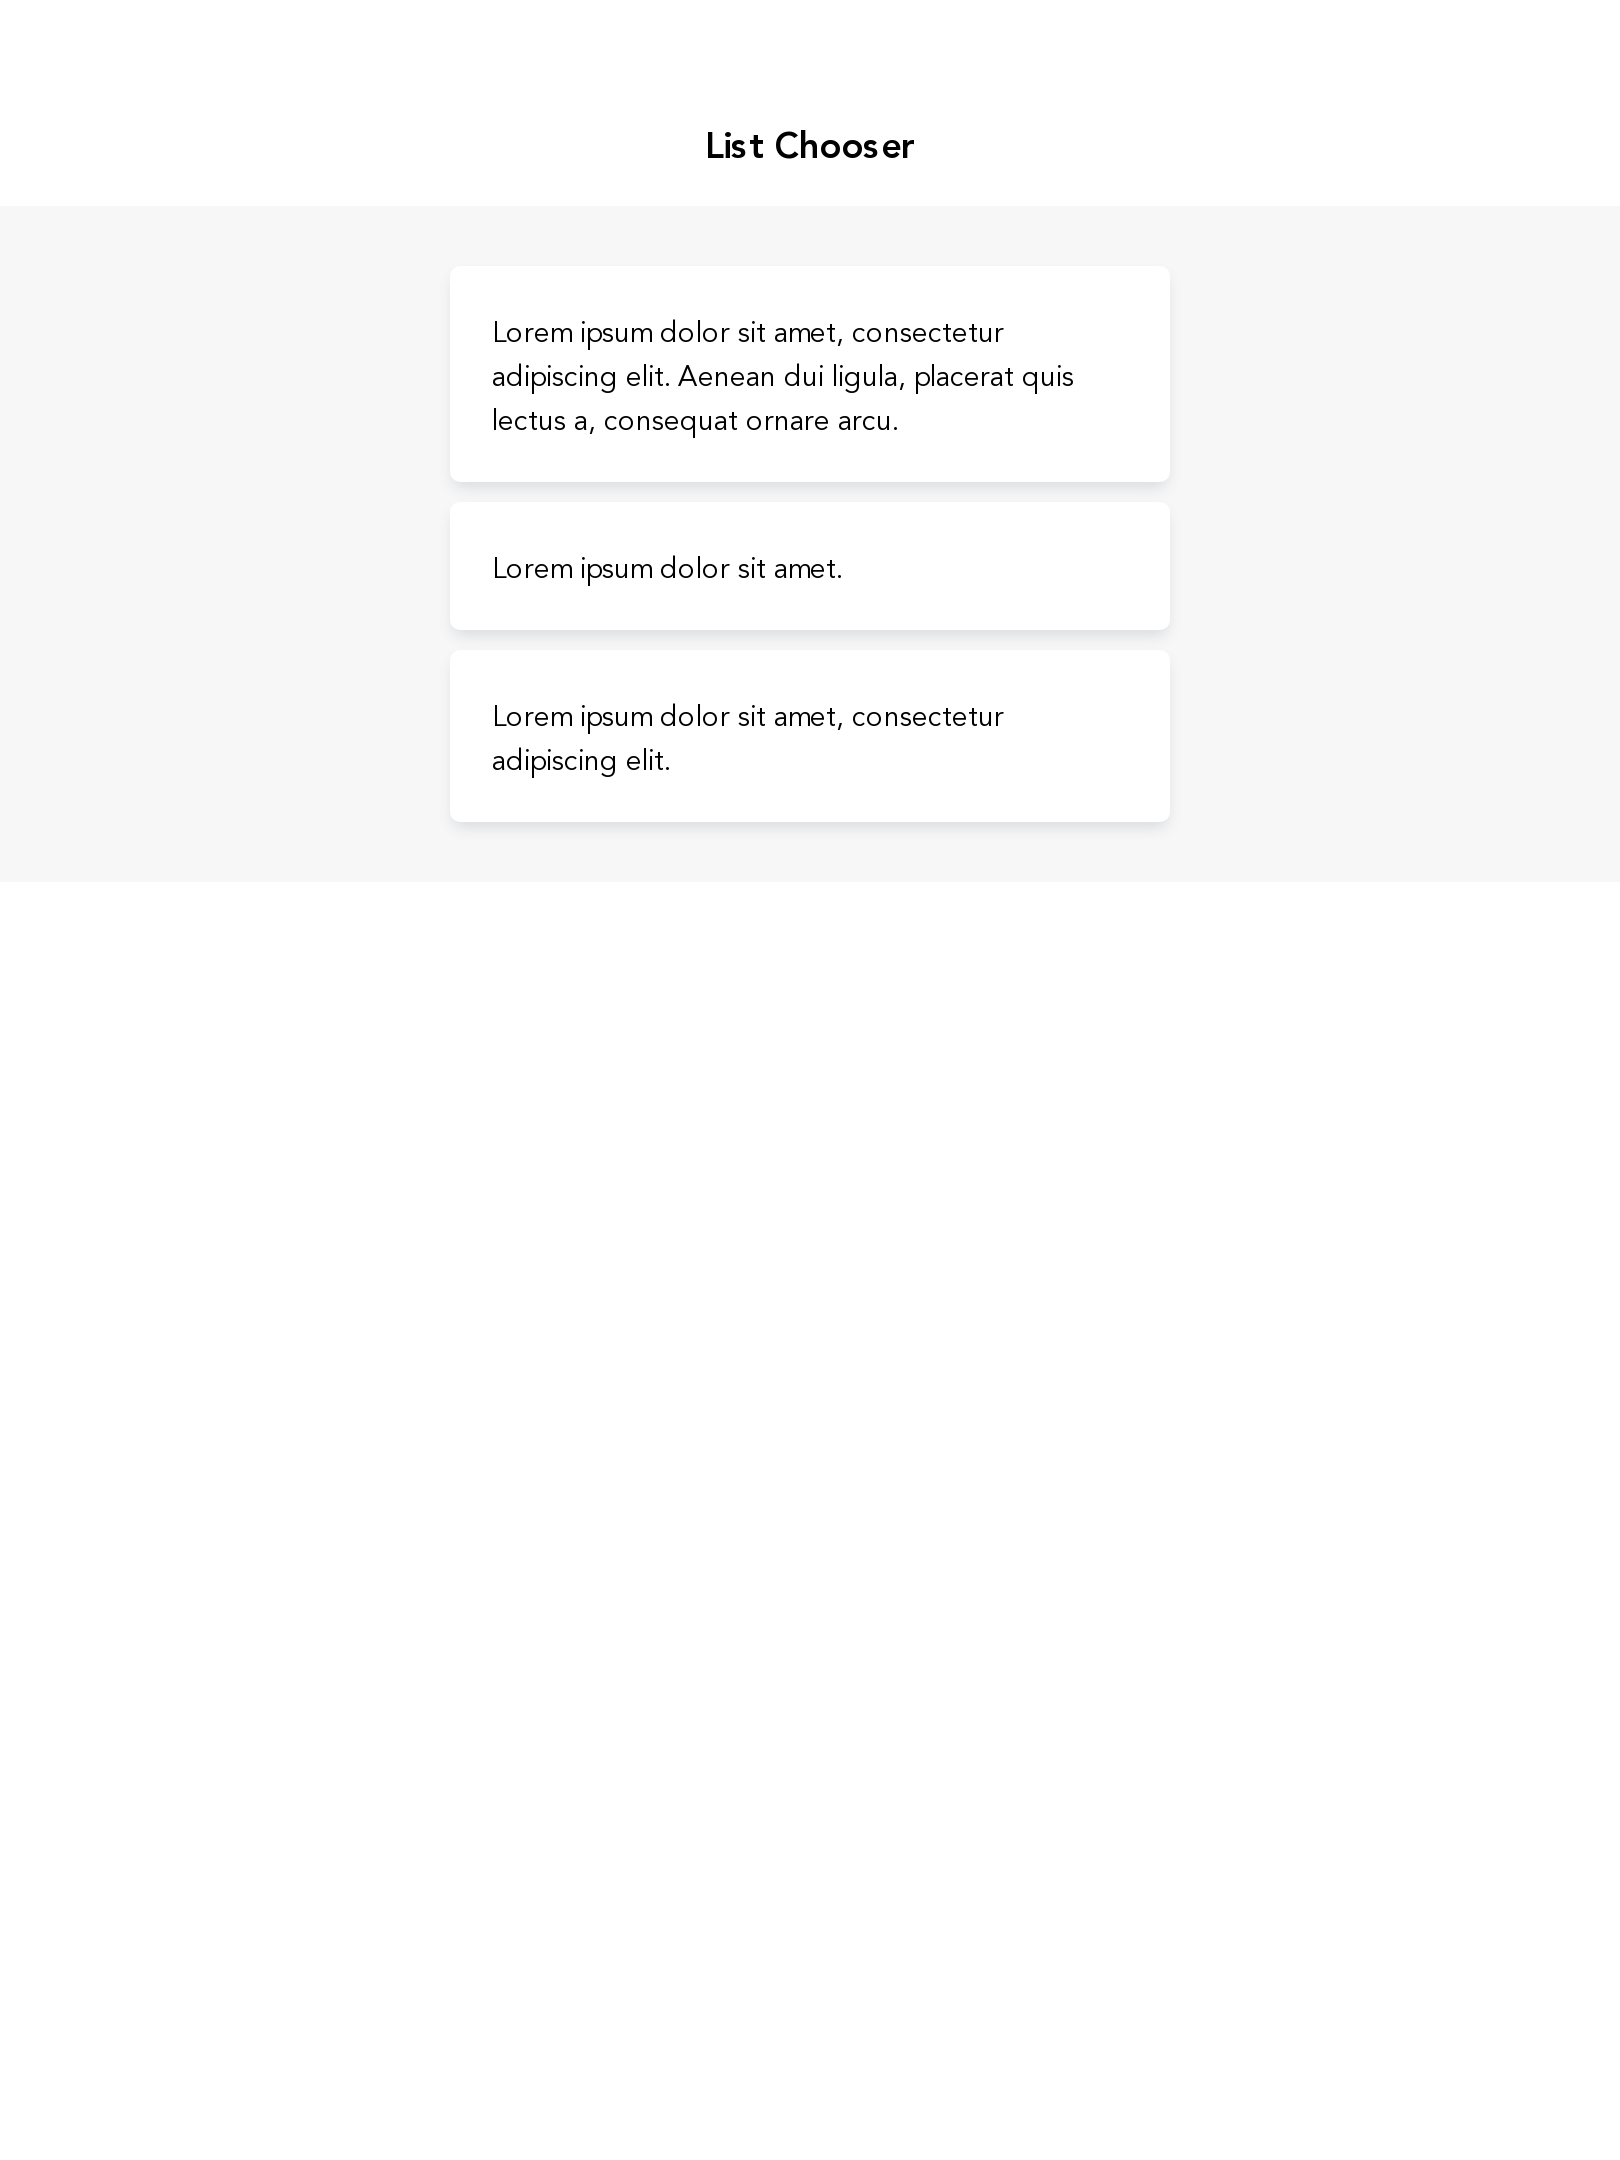 List Chooser
Lorem ipsum dolor sit amet, consectetur
adipiscing elit. Aenean dui ligula, placerat quis
lectus a, consequat ornare arcu.
Lorem ipsum dolor sit amet.
Lorem ipsum dolor sit amet, consectetur
adipiscing elit.